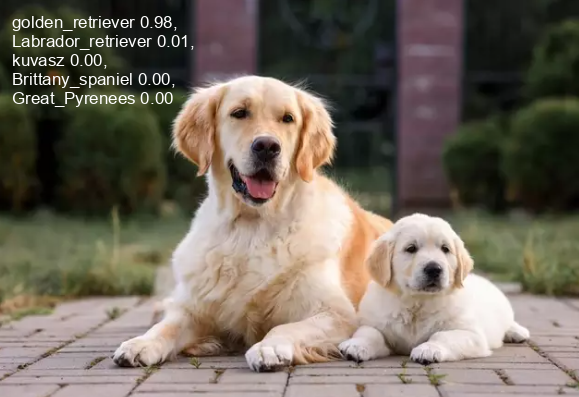 golden_retriever 0.98,
Labrador_retriever 0.01,
kuvasz 0.00,
Brittany_spaniel 0.00,
Great_Pyrenees 0.00